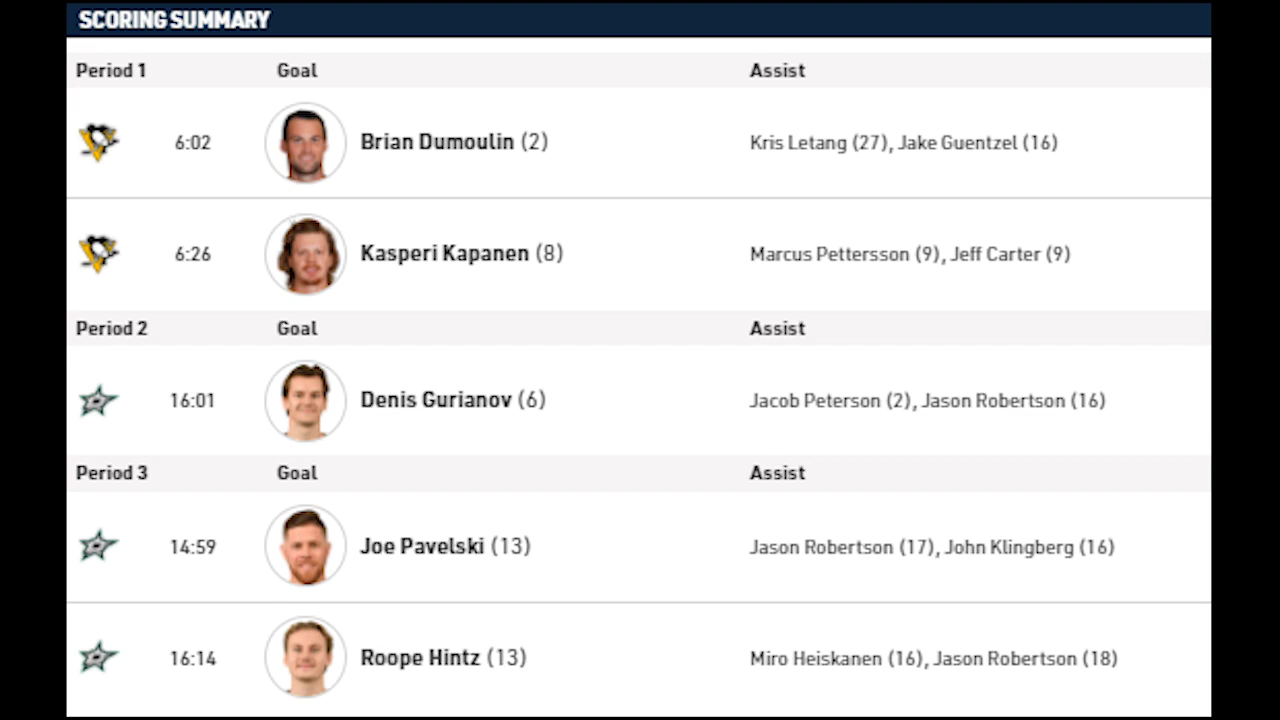 SCORING SUMMARY
Period 1 Goal Assist
6:02 Brian Dumoulin (2) Kris Letang (27), Jake Guentzel (16)
6:26 Kasperi Kapanen (8) Marcus Pettersson (9), Jeff Carter (9)
Period 2 Goal Assist
16:01 Denis Gurianov (6) Jacob Peterson (2), Jason Robertson (16)
Period 3 Goal Assist
14:59 Joe Pavelski (13) Jason Robertson (17), John Klingberg (16)
16:14 Roope Hintz (13) Miro Heiskanen (16), Jason Robertson (18)